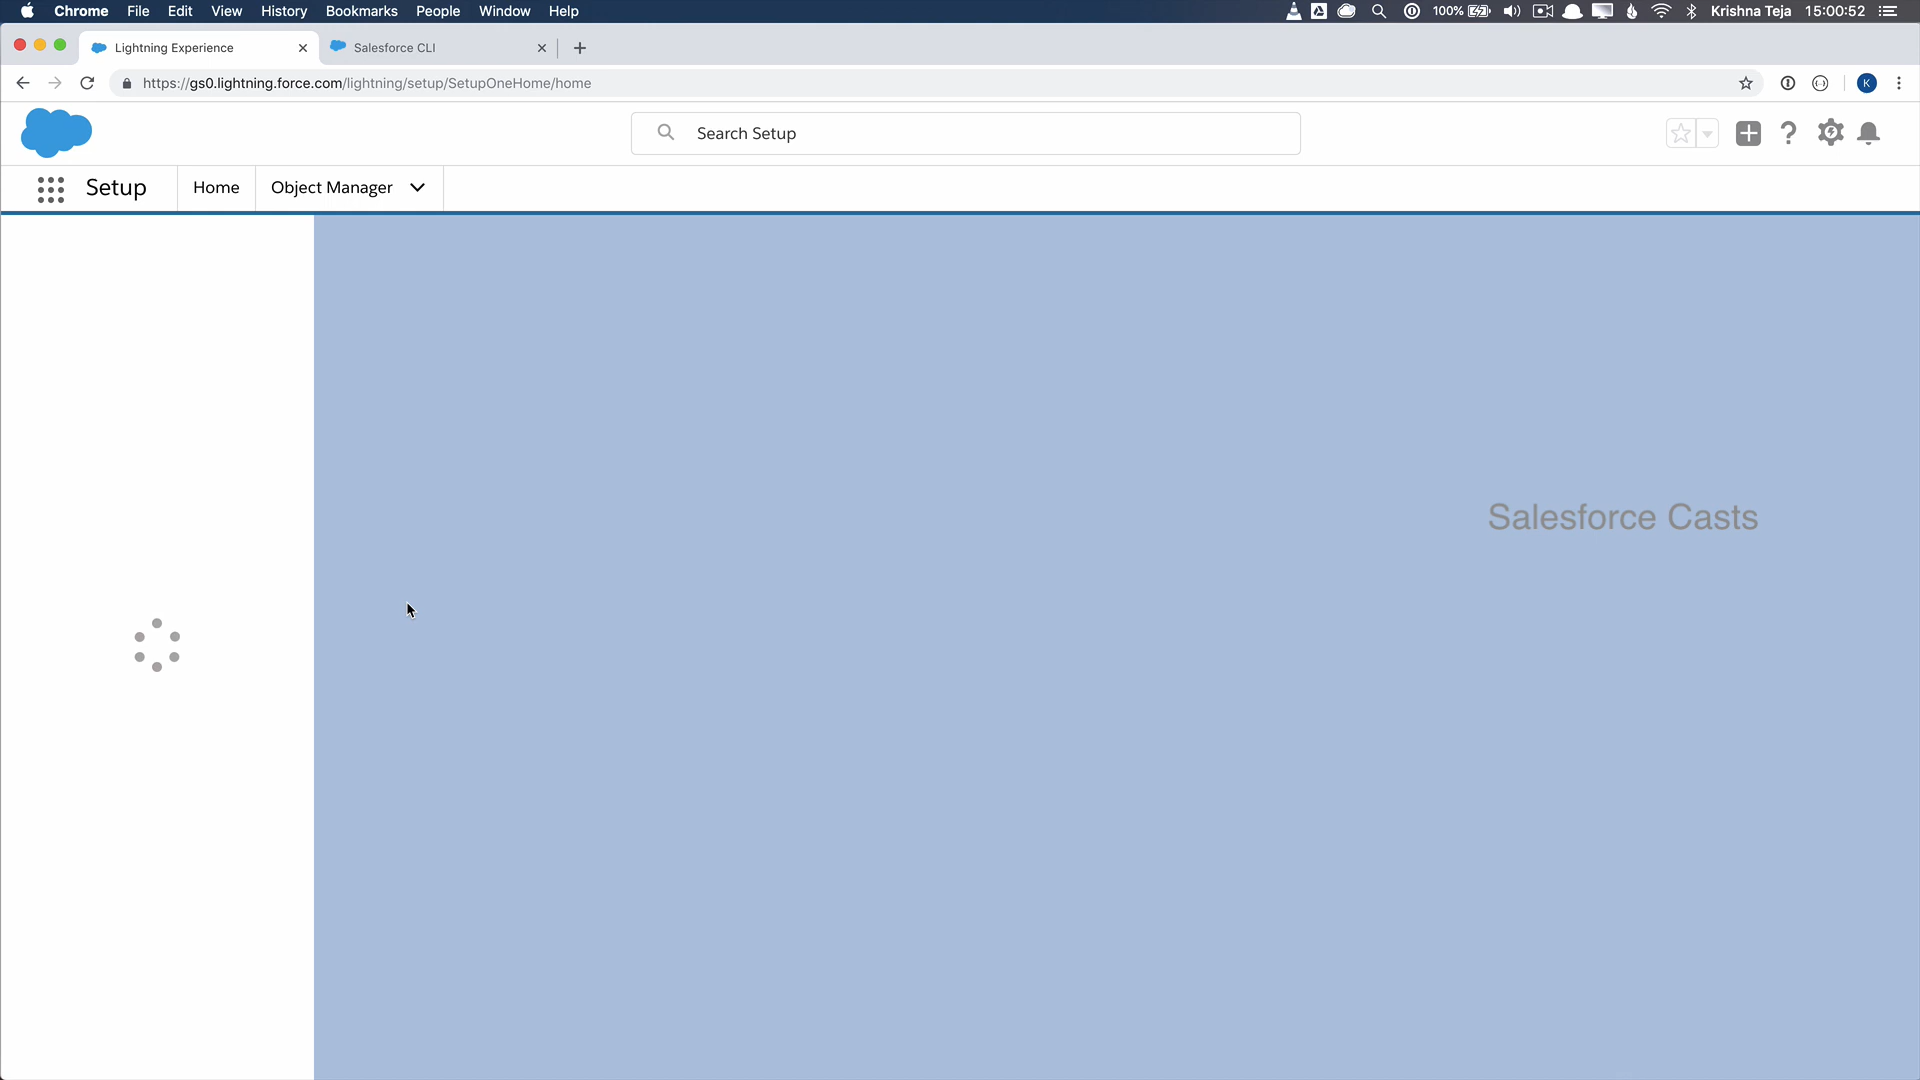 Chrome File Edit View History Bookmarks People Window Help 100% Krishna Teja 15:00:52
Lightning Experience Salesforce CLI
https://gs0.lightning.force.com/lightning/setup/SetupOneHome/home K
Search Setup
Setup Home Object Manager
Salesforce Casts